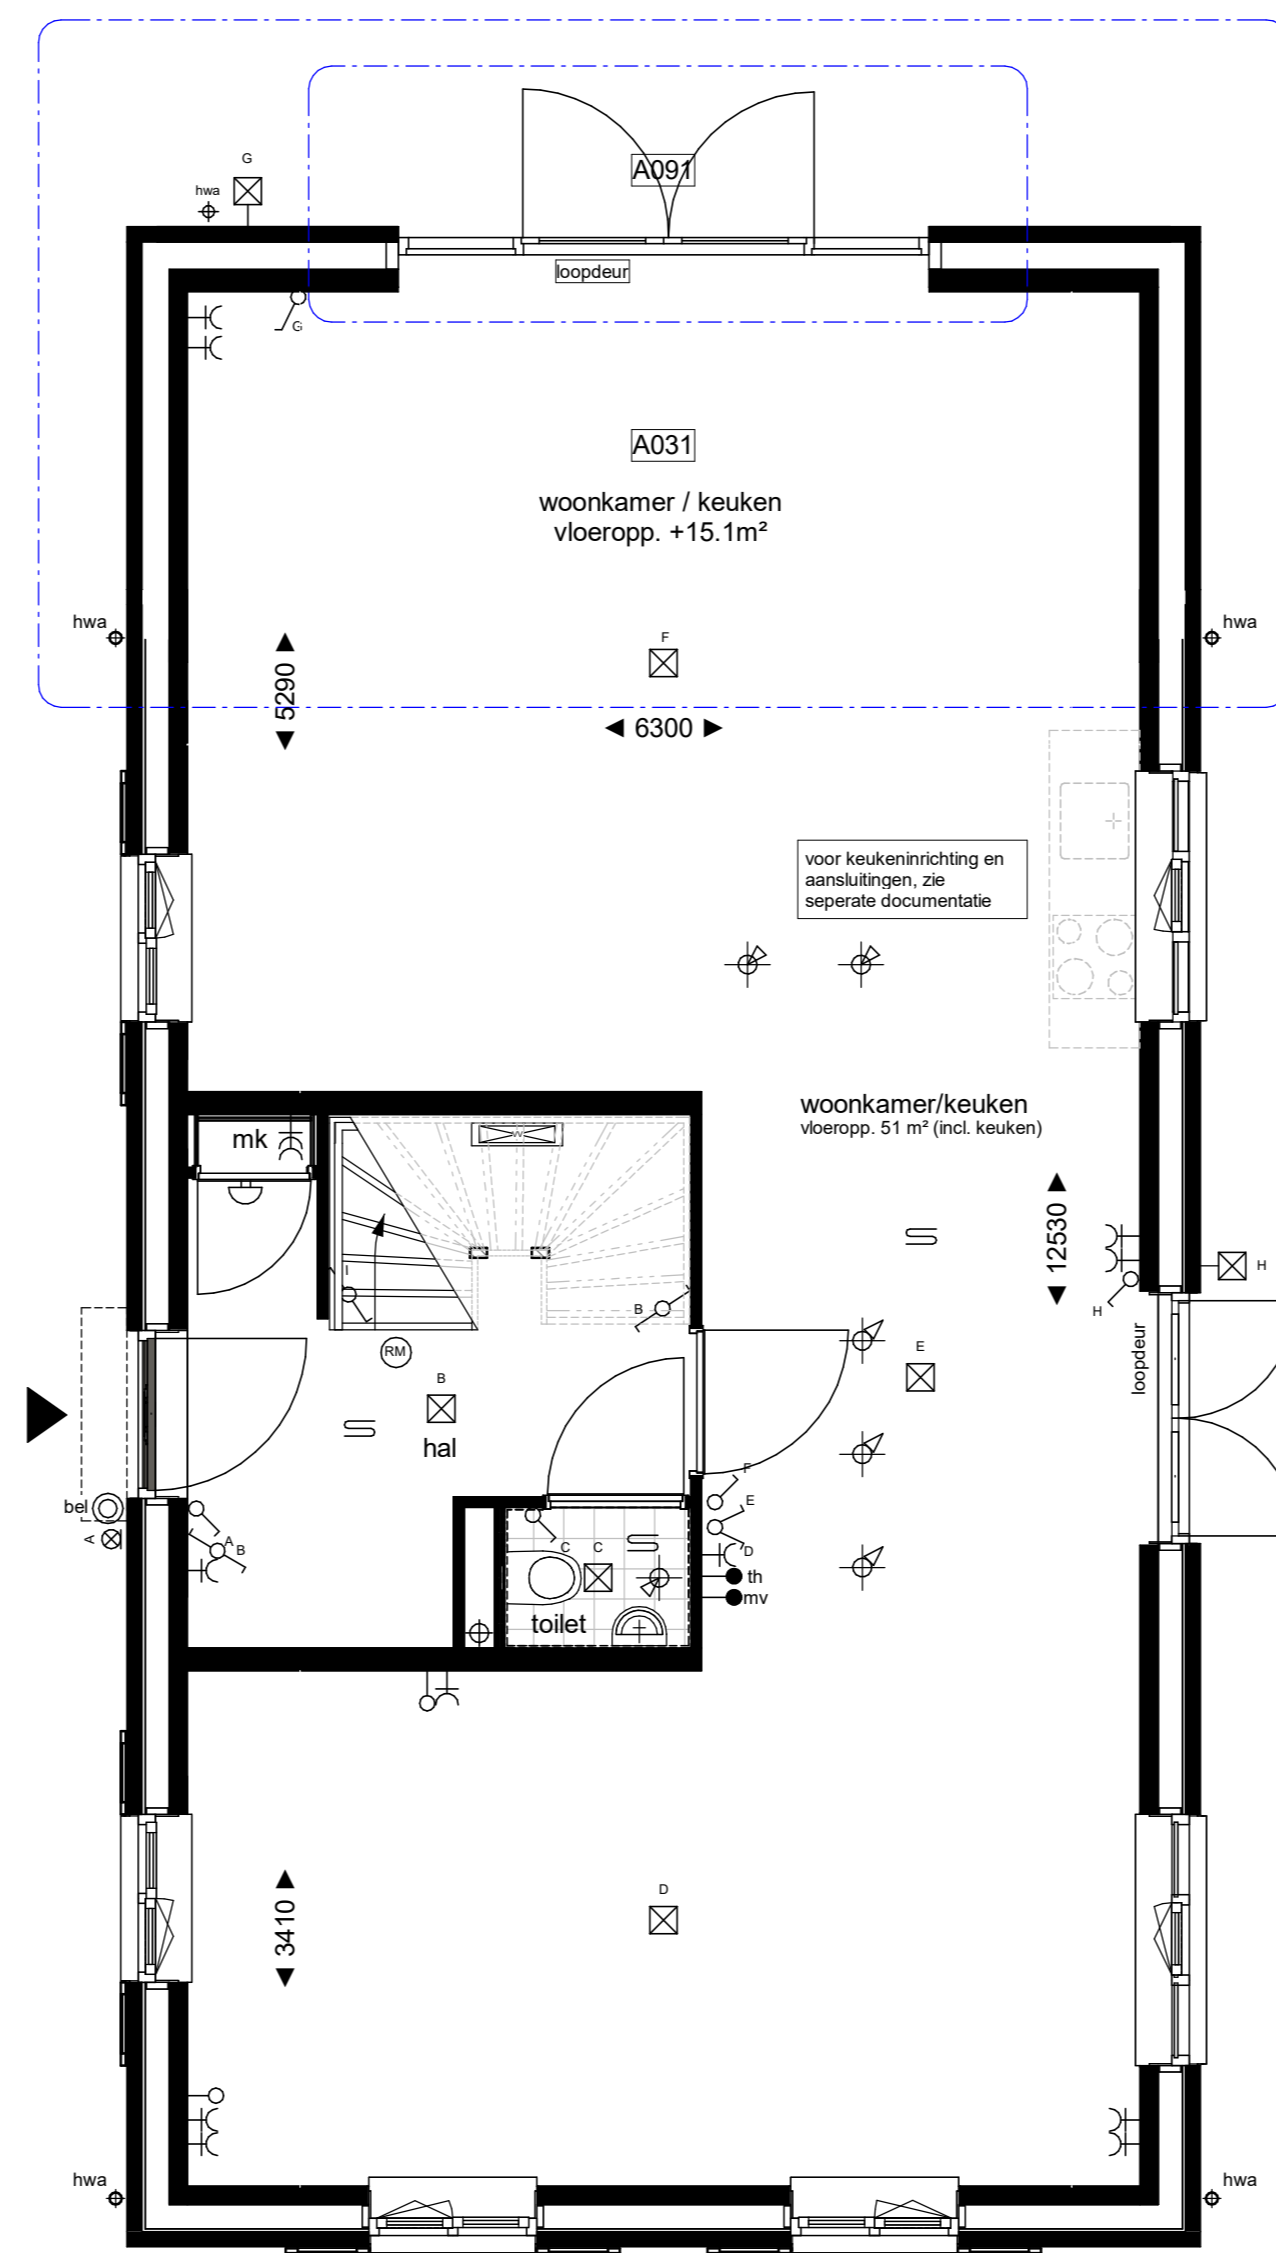 G
hwa
A091
loopdeur
G
A031
woonkamer / keuken
vloeropp. +15.1m²
hwa
hwa
F
5290
6300
voor keukeninrichting en
aansluitingen, zie
seperate documentatie
woonkamer/keuken
vloeropp. 51 m² (incl. keuken)
mk
W
12530
H
I
B
H
RM
B
E
loopdeur
hal
F
E
bel
A
A
B
C
C
D
th
mv
toilet
D
3410
hwa
hwa